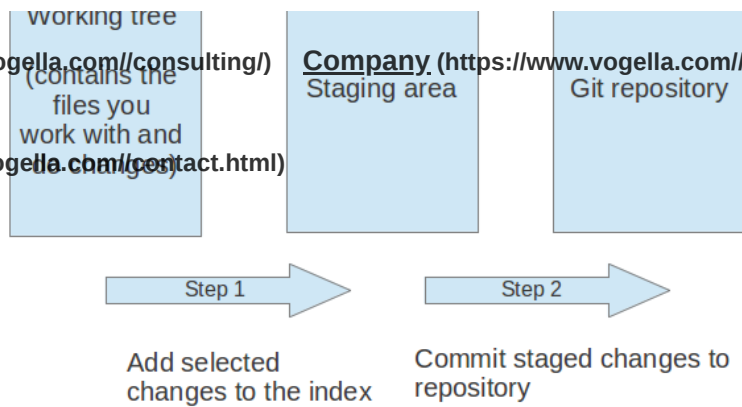 Working tree
ogella.com//consulting/) Company (https://www.vogella.com//
(contains the
files you
work with and
do changes)
Staging area
Git repository
ogella.com//contact.html)
Step 1
Step 2
Add selected
changes to the index
Commit staged changes to
repository